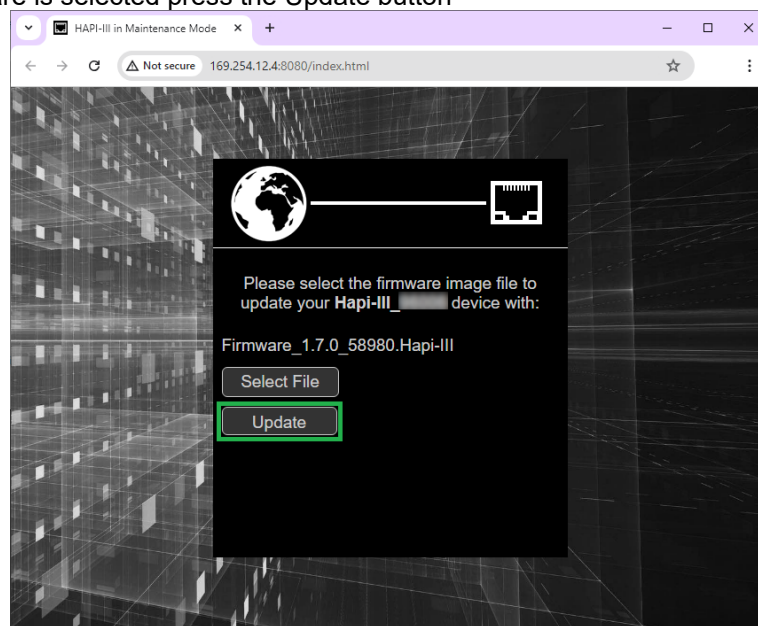 is selected press the Update button
HAPI-III in Maintenance Mode
Not secure 169.254.12.4:8080/index.html
Please select the firmware image file to
update your Hapi-III_ device with:
Firmware_1.7.0_58980.Hapi-III
Select File
Update